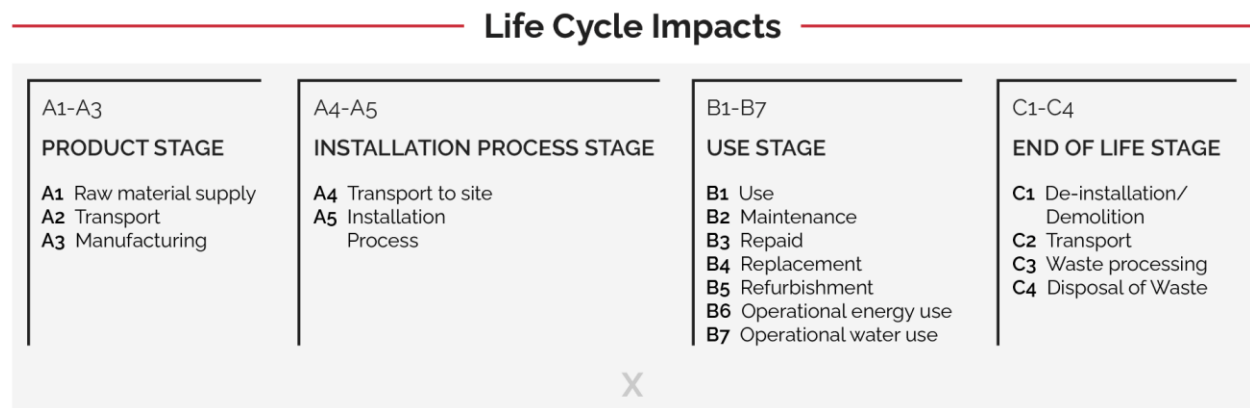 Life Cycle Impacts
A1-A3
PRODUCT STAGE
A1 Raw material supply
A2 Transport
A3 Manufacturing
A4-A5
INSTALLATION PROCESS STAGE
A4 Transport to site
A5 Installation
Process
B1-B7
USE STAGE
B1 Use
B2 Maintenance
B3 Repaid
B4 Replacement
B5 Refurbishment
B6 Operational energy use
B7 Operational water use
C1-C4
END OF LIFE STAGE
C1 De-installation/
Demolition
C2 Transport
C3 Waste processing
C4 Disposal of Waste
X